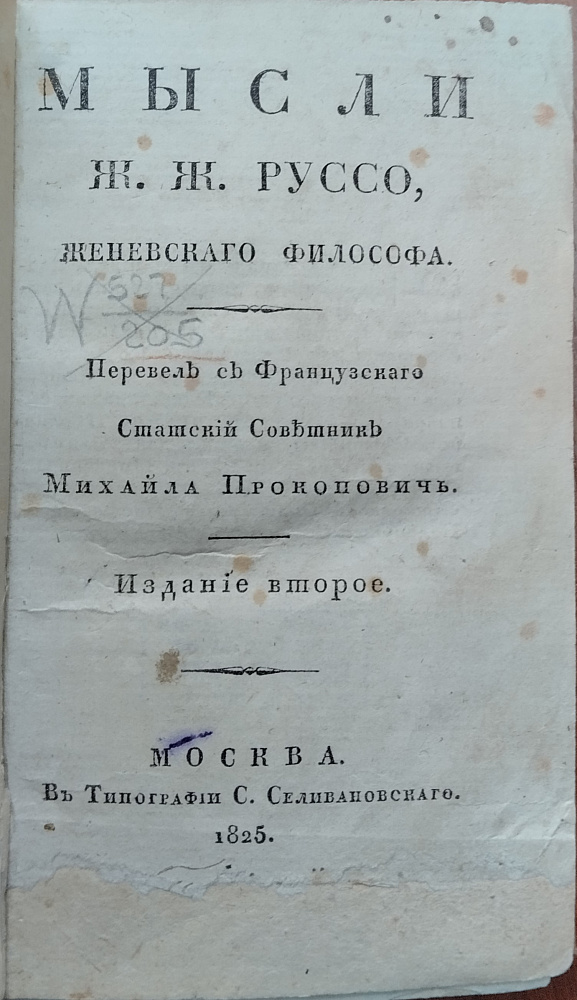 МЫСЛИ
Ж. Ж. РУССО,
ЖЕНЕВСКАГО ФИЛОСОФА.
527
205
Перевелъ съ Французскаго
Статскій Совѣтникъ
Михайла Прокоповичь.
Изданіе второе.
МОСКВА.
Въ Типографіи С. Селивановскаго.
1825.